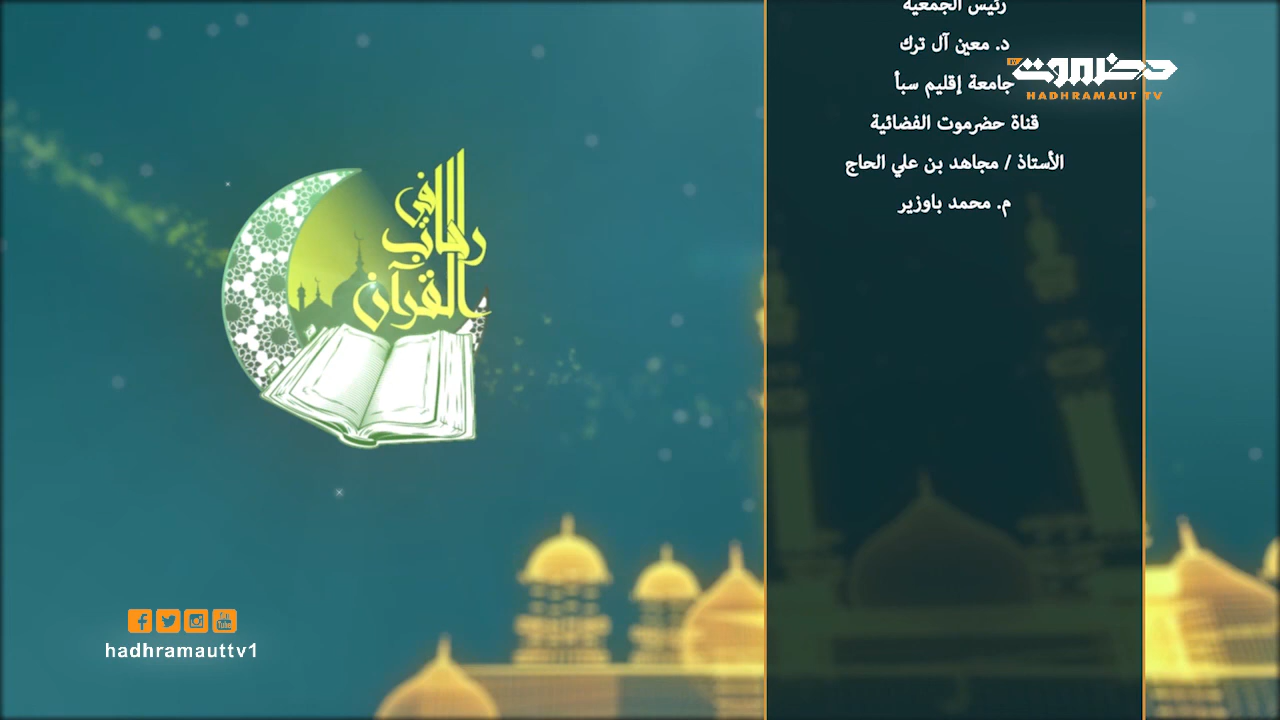 رئيس الجمعية
د. معين آل ترك
جامعة إقليم سبأ
قناة حضرموت الفضائية
الأستاذ / مجاهد بن علي الحاج
م. محمد باوزير
حضرموت
HADHRAMAUT TV
في
رحاب
القرآن
hadhramauttv1